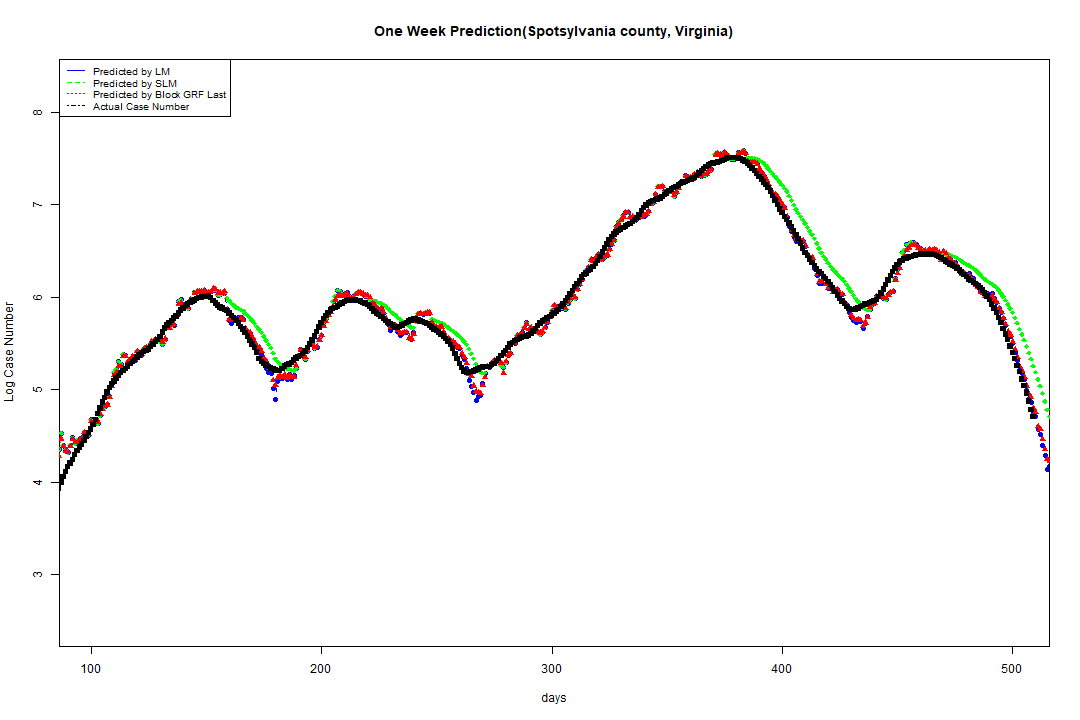 One Week Prediction(Spotsylvania county, Virginia)
Predicted by LM
Predicted by SLM
Predicted by Block GRF Last
Actual Case Number
Log Case Number
8
7
6
5
4
3
100 200 300 400 500
days